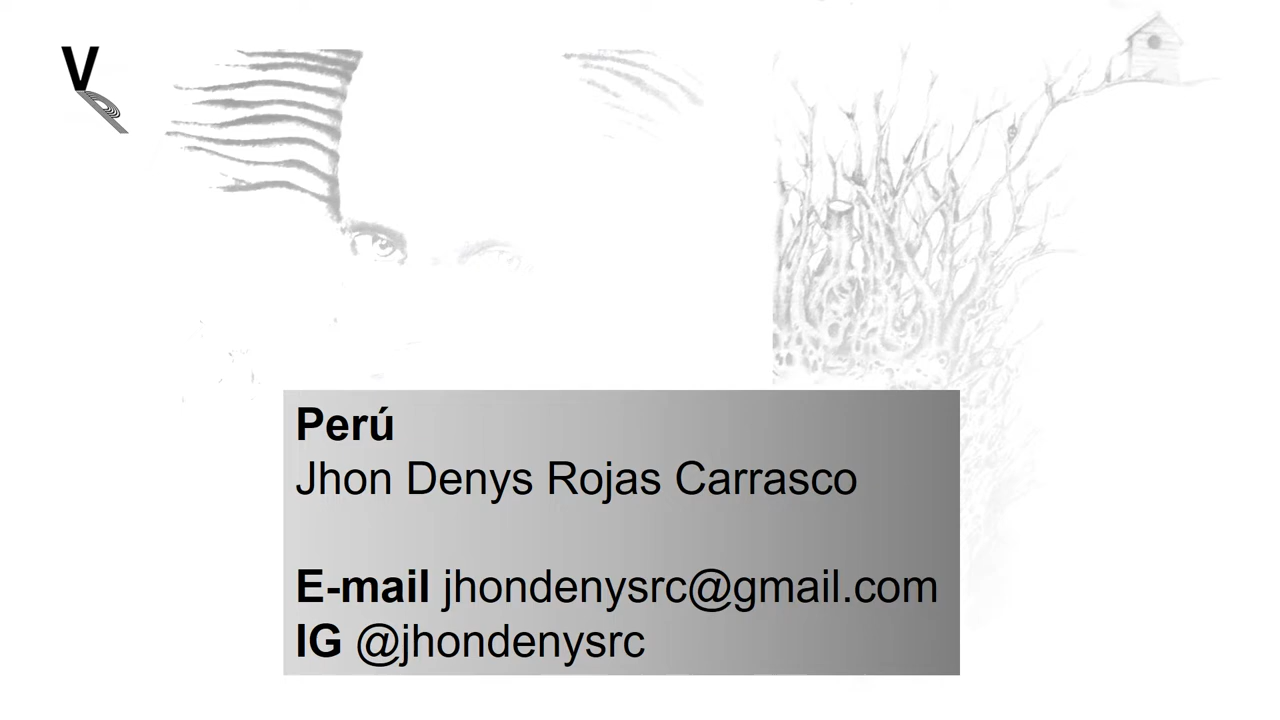 V
Perú
Jhon Denys Rojas Carrasco
E-mail jhondenysrc@gmail.com
IG @jhondenysrc